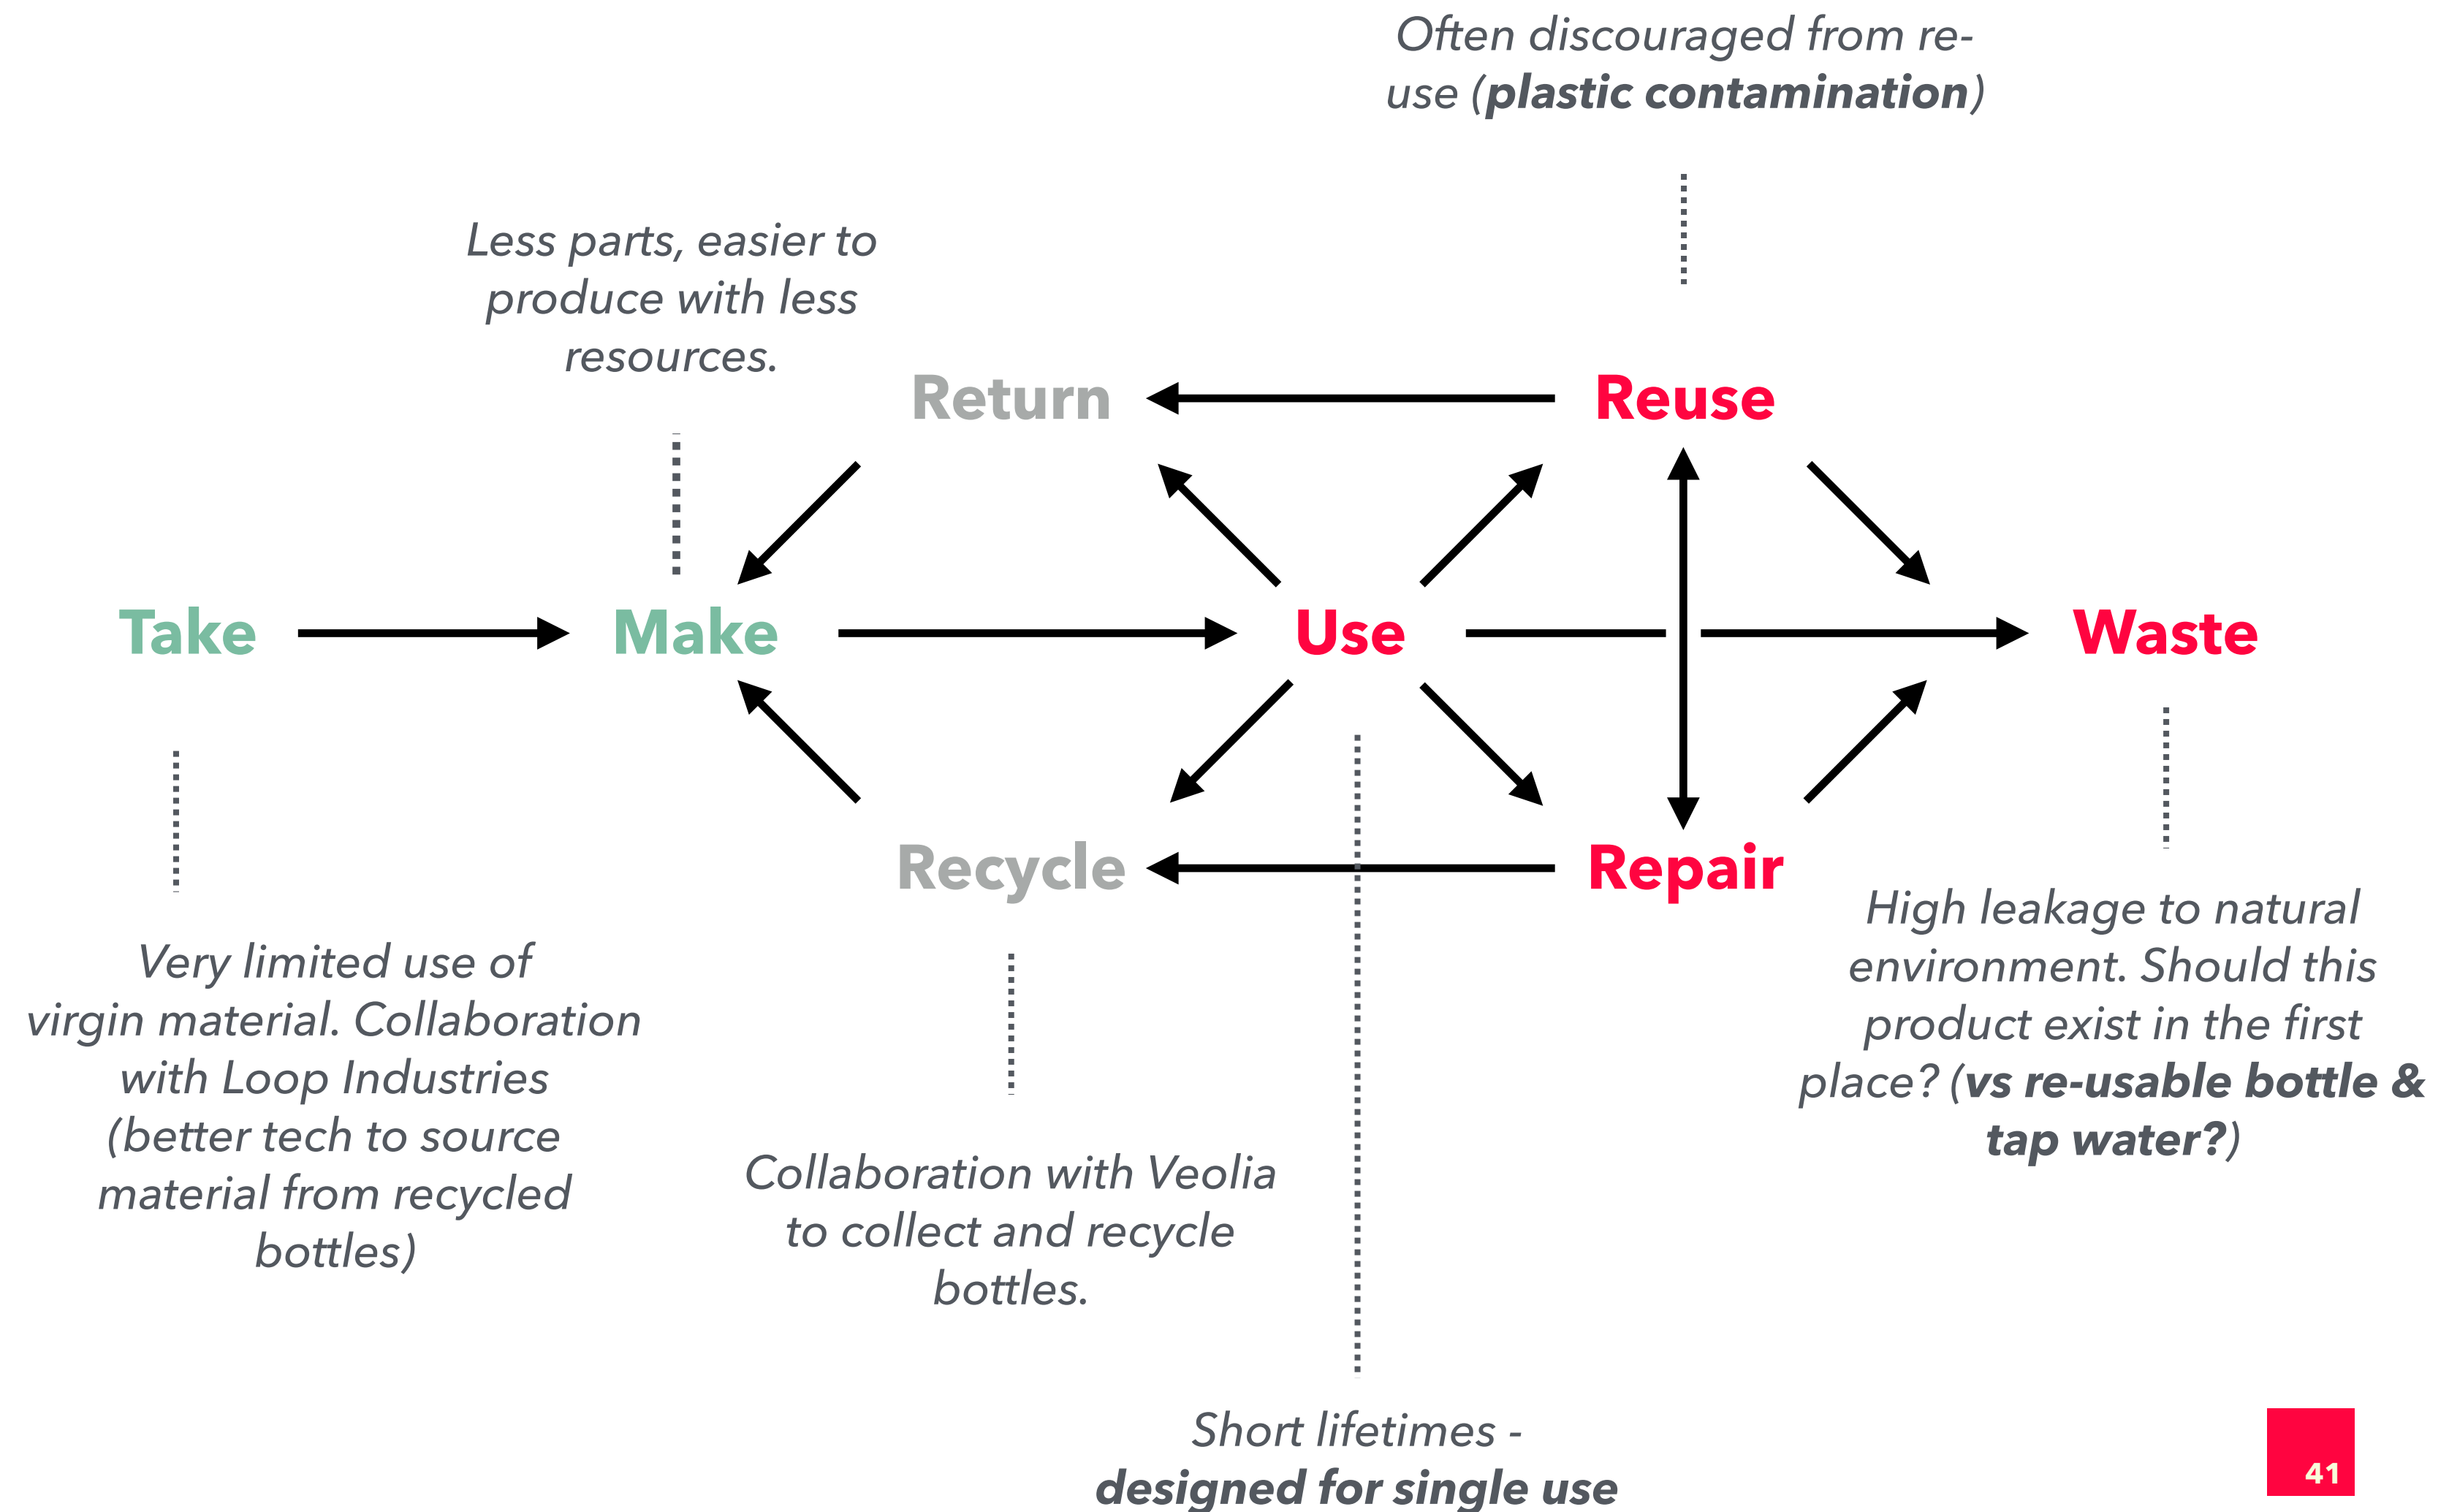 Often discouraged from re-
use (plastic contamination)
Less parts, easier to
produce with less
resources.
Return
Reuse
Take
Make
Use
Waste
Recycle
Repair
Very limited use of
virgin material. Collaboration
with Loop Industries
(better tech to source
material from recycled
bottles)
Collaboration with Veolia
to collect and recycle
bottles.
High leakage to natural
environment. Should this
product exist in the first
place? (vs re-usable bottle &
tap water?)
Short lifetimes -
designed for single use
41